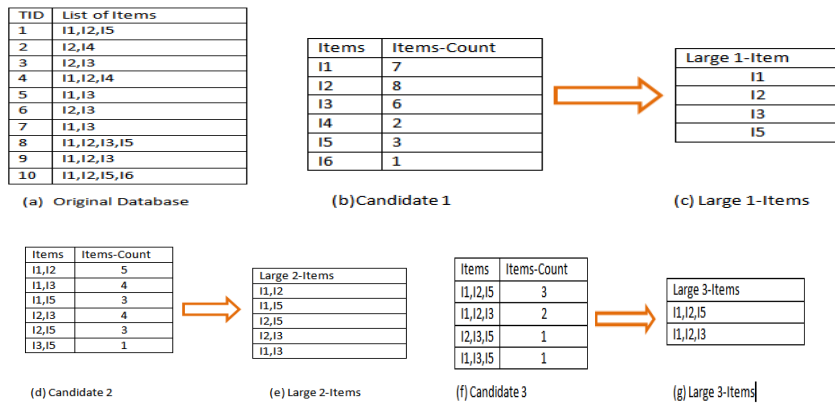 TID List of Items
1 I1,I2,I5
2 I2,I4
3 I2,I3
4 I1,I2,I4
5 I1,I3
6 I2,I3
7 I1,I3
8 I1,I2,I3,I5
9 I1,I2,I3
10 I1,I2,I5,I6
(a) Original Database
Items Items-Count
I1 7
I2 8
I3 6
I4 2
I5 3
I6 1
(b)Candidate 1
Large 1-Item
I1
I2
I3
I5
(c) Large 1-Items
Items Items-Count
I1,I2 5
I1,I3 4
I1,I5 3
I2,I3 4
I2,I5 3
I3,I5 1
(d) Candidate 2
Large 2-Items
I1,I2
I1,I5
I2,I5
I2,I3
I1,I3
(e) Large 2-Items
Items Items-Count
I1,I2,I5 3
I1,I2,I3 2
I2,I3,I5 1
I1,I3,I5 1
(f) Candidate 3
Large 3-Items
I1,I2,I5
I1,I2,I3
(g) Large 3-Items